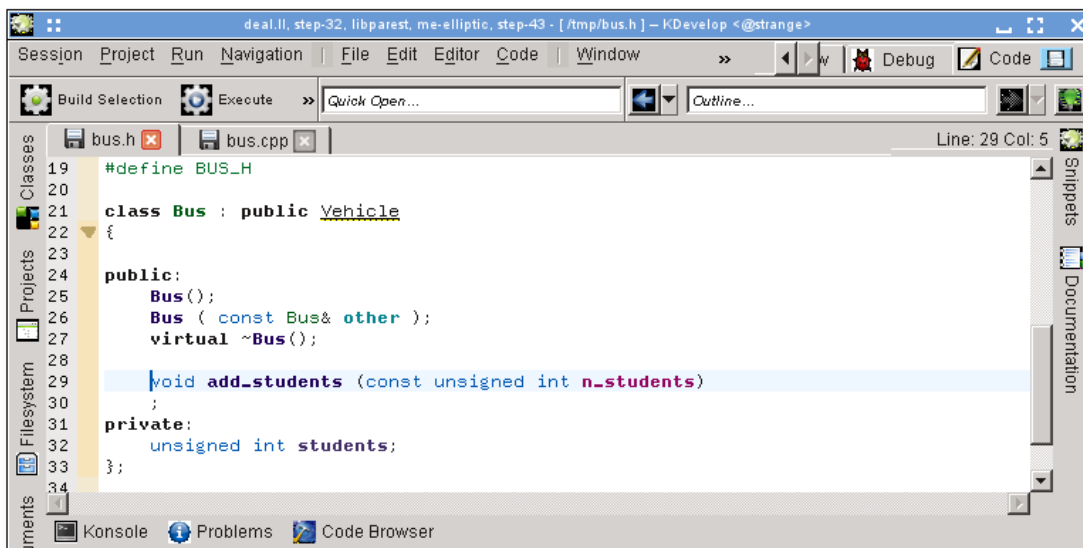 deal.II, step-32, libparest, me-elliptic, step-43 - [ /tmp/bus.h ] – KDevelop <@strange>
Session Project Run Navigation | File Edit Editor Code | Window » Debug Code
Build Selection Execute » Quick Open... Outline...
bus.h bus.cpp Line: 29 Col: 5
19 #define BUS_H
20
21 class Bus : public Vehicle
22 {
23
24 public:
25 Bus();
26 Bus ( const Bus& other );
27 virtual ~Bus();
28
29 void add_students (const unsigned int n_students)
30 ;
31 private:
32 unsigned int students;
33 };
34
Classes
Projects
Filesystem
Snippets
Documentation
Konsole Problems Code Browser